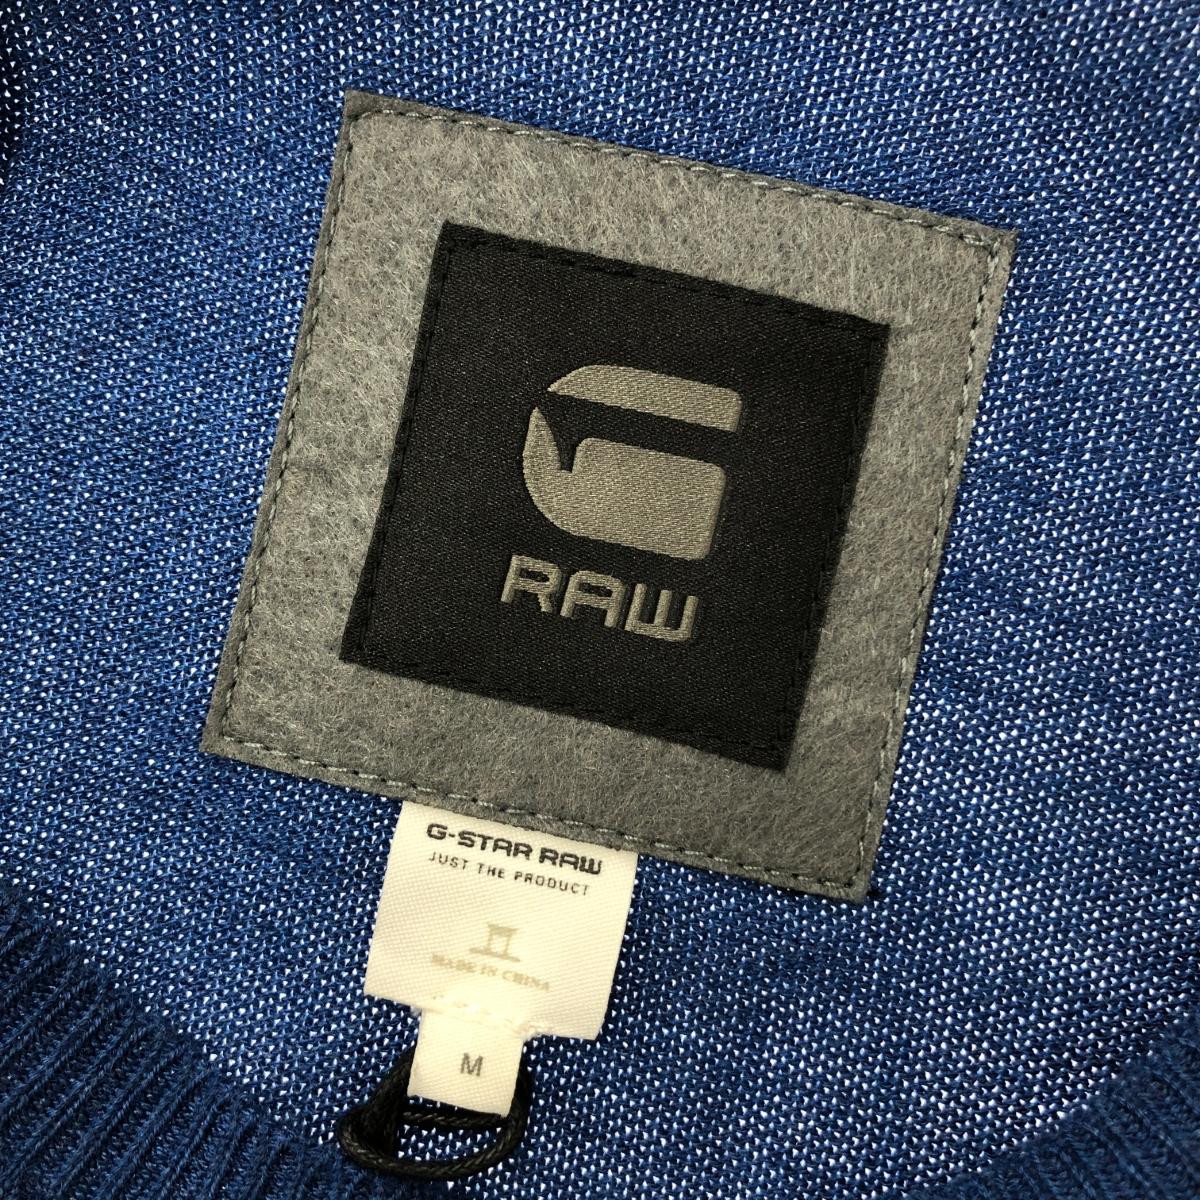 G
RAW
G-STAR RAW
JUST THE PRODUCT
MADE IN CHINA
M